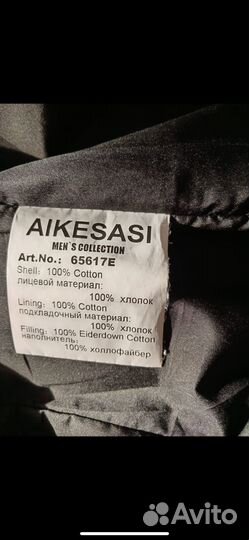 AIKESASI
MEN`S COLLECTION
Art.No.: 65617E
Shell: 100% Cotton
лицевой материал:
100% хлопок
Lining: 100% Cotton
подкладочный материал:
100% хлопок
Filling: 100% Eiderdown Cotton
наполнитель:
100% холлофайбер
Avito